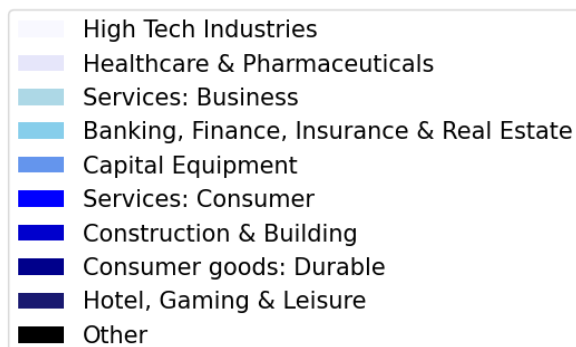 High Tech Industries
Healthcare & Pharmaceuticals
Services: Business
Banking, Finance, Insurance & Real Estate
Capital Equipment
Services: Consumer
Construction & Building
Consumer goods: Durable
Hotel, Gaming & Leisure
Other